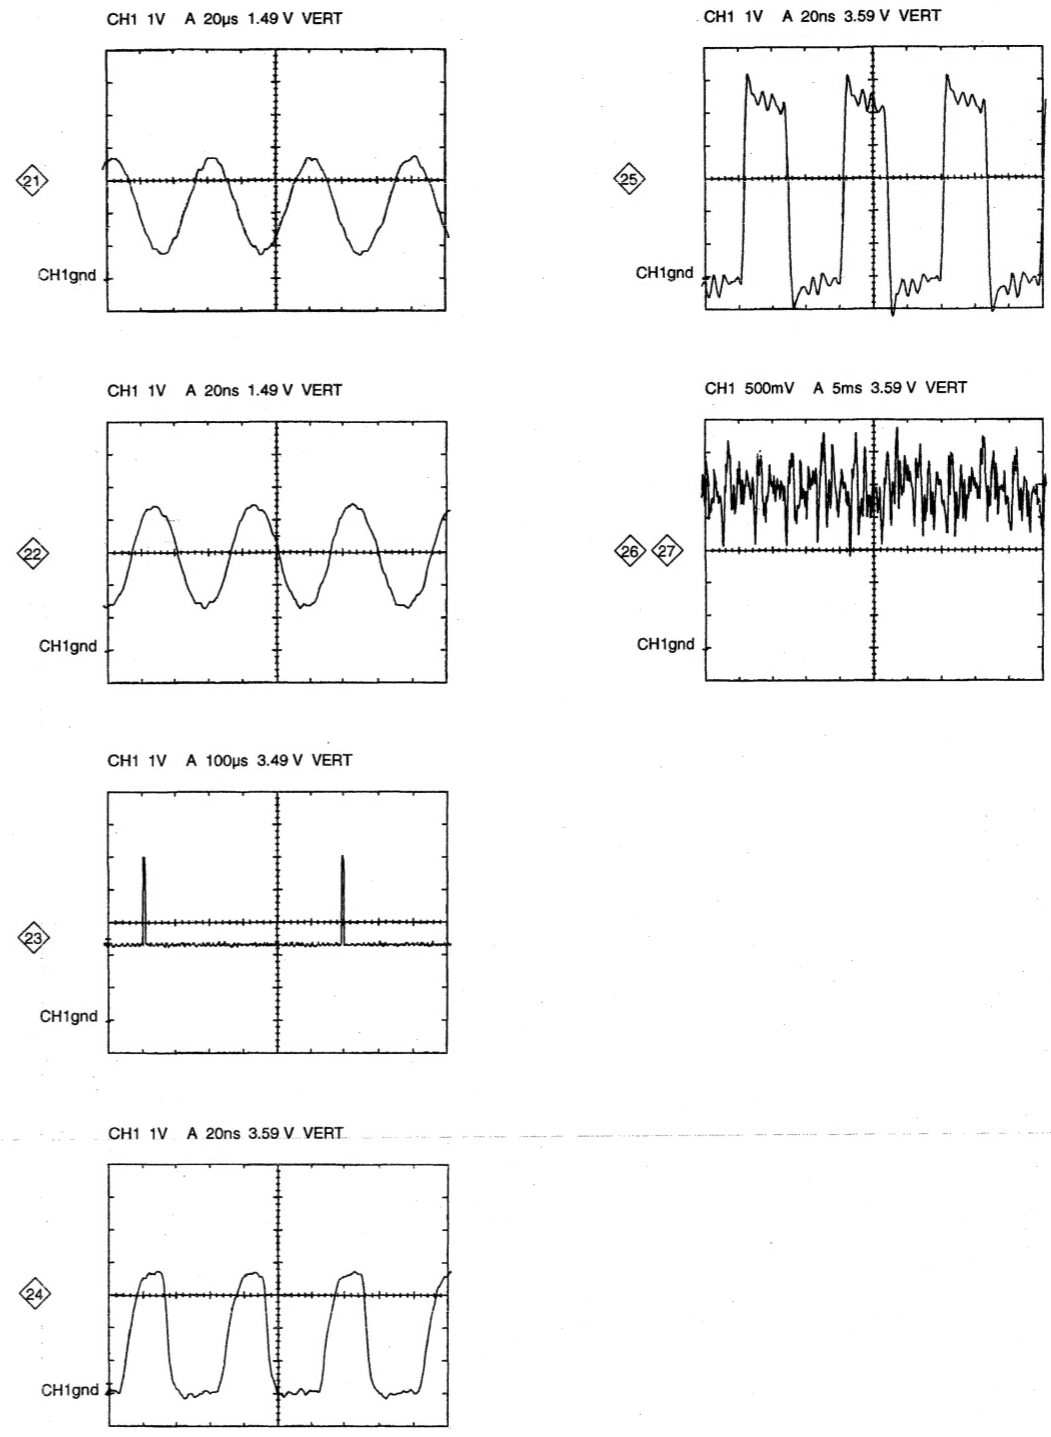 CH1 1V A 20µs 1.49 V VERT
21
CH1gnd
CH1 1V A 20ns 1.49 V VERT
22
CH1gnd
CH1 1V A 100µs 3.49 V VERT
23
CH1gnd
CH1 1V A 20ns 3.59 V VERT
24
CH1gnd
CH1 1V A 20ns 3.59 V VERT
25
CH1gnd
CH1 500mV A 5ms 3.59 V VERT
26 27
CH1gnd